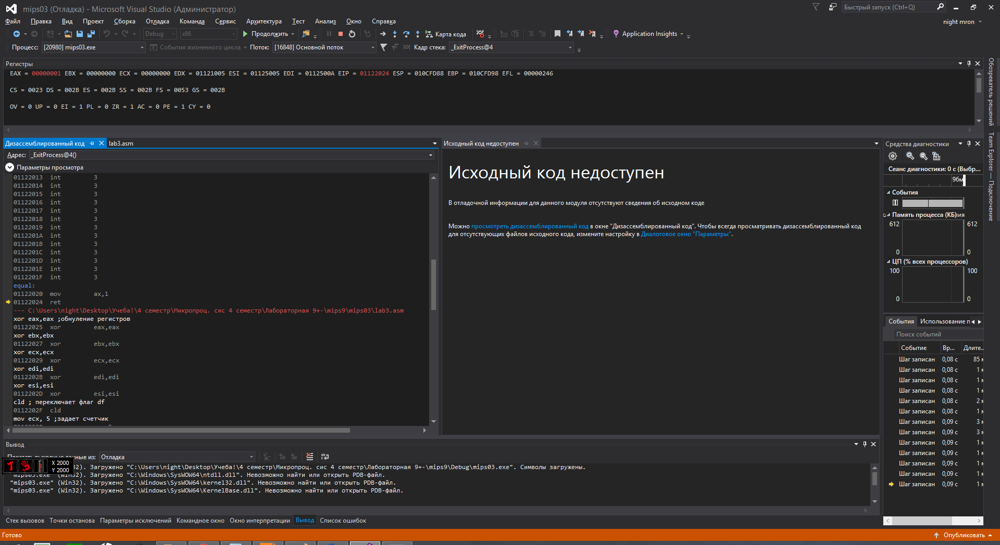 mips03 (Отладка) - Microsoft Visual Studio (Администратор)
Быстрый запуск (Ctrl+Q)
Файл Правка Вид Проект Сборка Отладка Команда Сервис Архитектура Тест Анализ Окно Справка
night mron
Debug x86 Продолжить Карта кода Application Insights
Процесс: [20980] mips03.exe События жизненного цикла Поток: [16848] Основной поток Кадр стека: _ExitProcess@4
Регистры
EAX = 00000001 EBX = 00000000 ECX = 00000000 EDX = 01121005 ESI = 01125005 EDI = 0112500A EIP = 01122024 ESP = 010CFD88 EBP = 010CFD98 EFL = 00000246
CS = 0023 DS = 002B ES = 002B SS = 002B FS = 0053 GS = 002B
OV = 0 UP = 0 EI = 1 PL = 0 ZR = 1 AC = 0 PE = 1 CY = 0
Дизассемблированный код lab3.asm
Адрес: _ExitProcess@4()
Параметры просмотра
01122013 int 3
01122014 int 3
01122015 int 3
01122016 int 3
01122017 int 3
01122018 int 3
01122019 int 3
0112201A int 3
0112201B int 3
0112201C int 3
0112201D int 3
0112201E int 3
0112201F int 3
equal:
01122020 mov ax,1
01122024 ret
--- C:\Users\night\Desktop\Учеба!\4 семестр\Микропроц. сис 4 семестр\Лабораторная 9+-\mips9\mips03\lab3.asm
xor eax,eax ;обнуление регистров
01122025 xor eax,eax
xor ebx,ebx
01122027 xor ebx,ebx
xor ecx,ecx
01122029 xor ecx,ecx
xor edi,edi
0112202B xor edi,edi
xor esi,esi
0112202D xor esi,esi
cld ; переключает флаг df
0112202F cld
mov ecx, 5 ;задает счетчик
Исходный код недоступен
Исходный код недоступен
В отладочной информации для данного модуля отсутствуют сведения об исходном коде
Можно просмотреть дизассемблированный код в окне "Дизассемблированный код". Чтобы всегда просматривать дизассемблированный код
для отсутствующих файлов исходного кода, измените настройку в Диалоговое окно "Параметры".
Средства диагностики
Сеанс диагностики: 0 с (Выбр...
96м
События
Память процесса (КБ)
612 612
0 0
ЦП (% всех процессоров)
100 100
0 0
События Использование п
Поиск событий
Событие Вр... Длите..
Шаг записан 0,08 с 85 м
Шаг записан 0,08 с 1 м
Шаг записан 0,08 с 1 м
Шаг записан 0,08 с 1 м
Шаг записан 0,08 с 2 м
Шаг записан 0,08 с 1 м
Шаг записан 0,09 с 3 м
Шаг записан 0,09 с 3 м
Шаг записан 0,09 с 1 м
Шаг записан 0,09 с 1 м
Шаг записан 0,09 с 1 м
Шаг записан 0,09 с 1 м
Шаг записан 0,09 с 1 м
Обозреватель решений
Team Explorer — Подключение
Вывод
Показать выходные данные из: Отладка
X 2000
Y 2000
32). Загружено "C:\Users\night\Desktop\Учеба!\4 семестр\Микропроц. сис 4 семестр\Лабораторная 9+-\mips9\Debug\mips03.exe". Символы загружены.
"mips03.exe" (Win32). Загружено "C:\Windows\SysWOW64\ntdll.dll". Невозможно найти или открыть PDB-файл.
"mips03.exe" (Win32). Загружено "C:\Windows\SysWOW64\kernel32.dll". Невозможно найти или открыть PDB-файл.
"mips03.exe" (Win32). Загружено "C:\Windows\SysWOW64\KernelBase.dll". Невозможно найти или открыть PDB-файл.
Стек вызовов Точки останова Параметры исключений Командное окно Окно интерпретации Вывод Список ошибок
Готово
Опубликовать